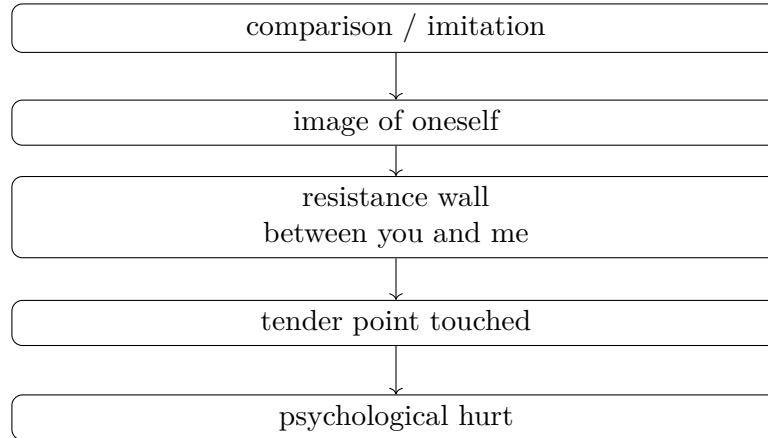 comparison / imitation
image of oneself
resistance wall
between you and me
tender point touched
psychological hurt